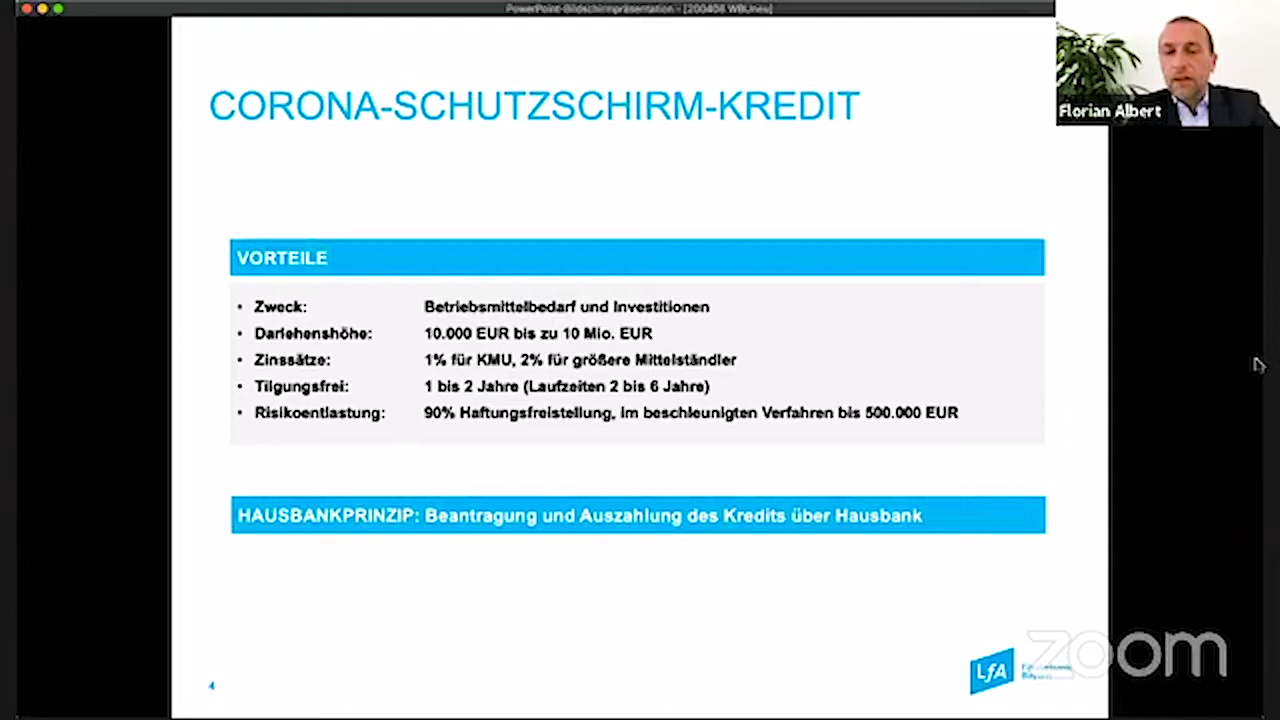 PowerPoint-Bildschirmpräsentation - [200406 WBUneu]
Florian Albert
CORONA-SCHUTZSCHIRM-KREDIT
VORTEILE
• Zweck: Betriebsmittelbedarf und Investitionen
• Darlehenshöhe: 10.000 EUR bis zu 10 Mio. EUR
• Zinssätze: 1% für KMU, 2% für größere Mittelständler
• Tilgungsfrei: 1 bis 2 Jahre (Laufzeiten 2 bis 6 Jahre)
• Risikoentlastung: 90% Haftungsfreistellung, im beschleunigten Verfahren bis 500.000 EUR
HAUSBANKPRINZIP: Beantragung und Auszahlung des Kredits über Hausbank
4
LfA
zoom